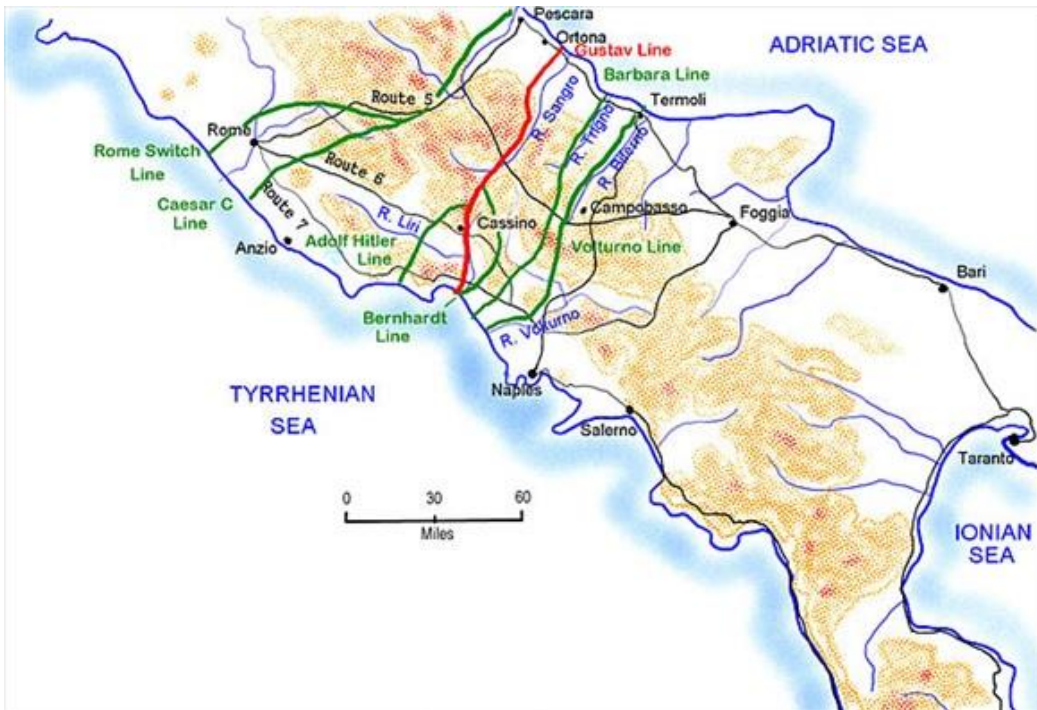 Pescara
Ortona
Gustav Line
ADRIATIC SEA
Barbara Line
Termoli
Route 5
R. Sangro
R. Trigno
R. Biferno
Rome
Rome Switch
Line
Route 6
Caesar C
Line
Route 7
R. Liri
Cassino
Campobasso
Foggia
Anzio
Adolf Hitler
Line
Volturno Line
Bari
Bernhardt
Line
R. Volturno
Naples
TYRRHENIAN
SEA
Salerno
Taranto
0 30 60
Miles
IONIAN
SEA